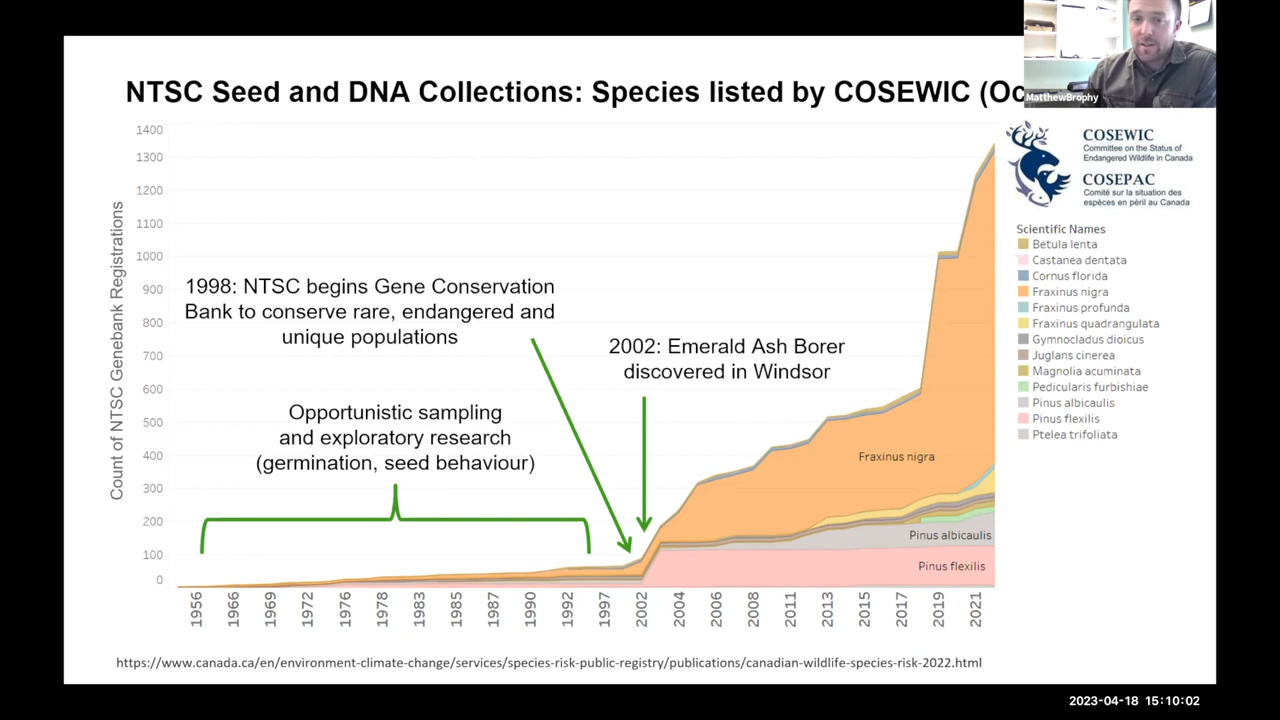 NTSC Seed and DNA Collections: Species listed by COSEWIC (Oc
MatthewBrophy
COSEWIC
Committee on the Status of
Endangered Wildlife in Canada
COSEPAC
Comité sur la situation des
espèces en péril au Canada
Count of NTSC Genebank Registrations
1400
1300
1200
1100
1000
900
800
700
600
500
400
300
200
100
0
1998: NTSC begins Gene Conservation
Bank to conserve rare, endangered and
unique populations
2002: Emerald Ash Borer
discovered in Windsor
Opportunistic sampling
and exploratory research
(germination, seed behaviour)
Fraxinus nigra
Pinus albicaulis
Pinus flexilis
Scientific Names
Betula lenta
Castanea dentata
Cornus florida
Fraxinus nigra
Fraxinus profunda
Fraxinus quadrangulata
Gymnocladus dioicus
Juglans cinerea
Magnolia acuminata
Pedicularis furbishiae
Pinus albicaulis
Pinus flexilis
Ptelea trifoliata
1956 1966 1969 1972 1976 1978 1983 1985 1987 1990 1992 1997 2002 2004 2006 2008 2011 2013 2015 2017 2019 2021
https://www.canada.ca/en/environment-climate-change/services/species-risk-public-registry/publications/canadian-wildlife-species-risk-2022.html
2023-04-18 15:10:02